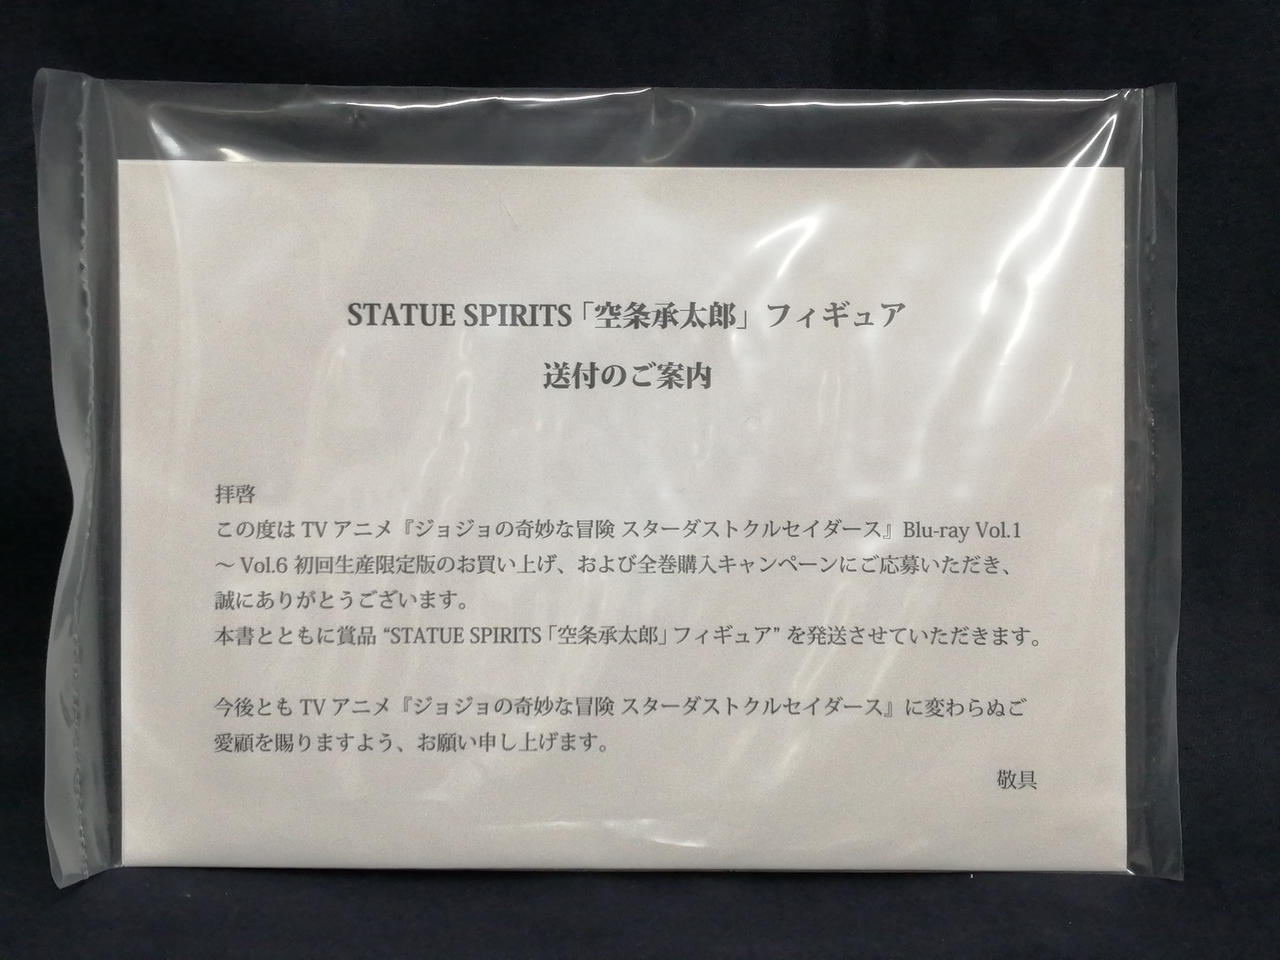 STATUE SPIRITS「空条承太郎」フィギュア
送付のご案内
拝啓
この度は TV アニメ『ジョジョの奇妙な冒険 スターダストクルセイダース』Blu-ray Vol.1
～ Vol.6 初回生産限定版のお買い上げ、および全巻購入キャンペーンにご応募いただき、
誠にありがとうございます。
本書とともに賞品 “STATUE SPIRITS「空条承太郎」フィギュア” を発送させていただきます。
今後とも TV アニメ『ジョジョの奇妙な冒険 スターダストクルセイダース』に変わらぬご
愛顧を賜りますよう、お願い申し上げます。
敬具